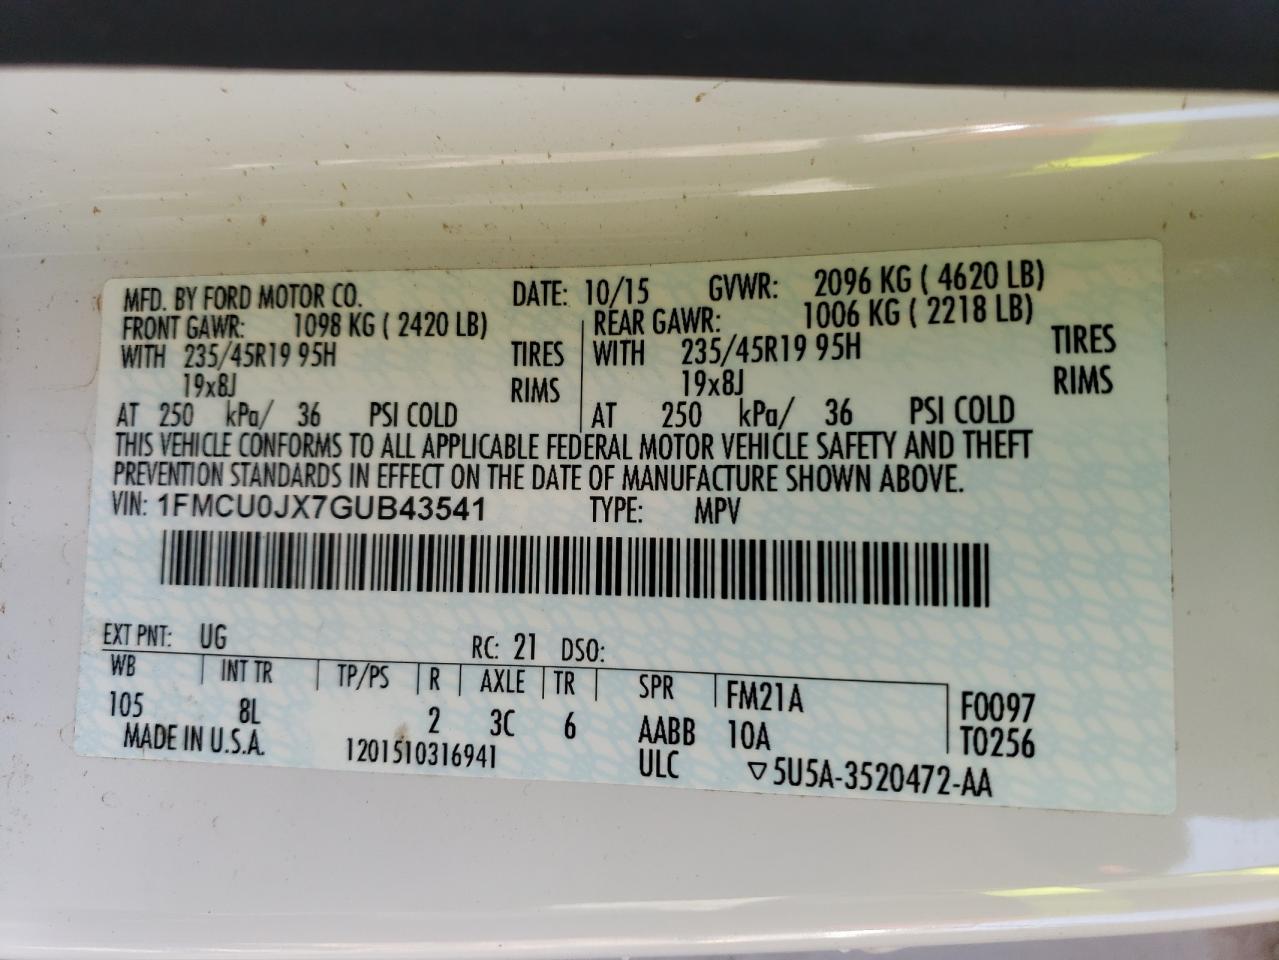 MFD. BY FORD MOTOR CO. DATE: 10/15 GVWR: 2096 KG ( 4620 LB)
FRONT GAWR: 1098 KG ( 2420 LB) REAR GAWR: 1006 KG ( 2218 LB)
WITH 235/45R19 95H TIRES WITH 235/45R19 95H TIRES
19x8J RIMS 19x8J RIMS
AT 250 kPa/ 36 PSI COLD AT 250 kPa/ 36 PSI COLD
THIS VEHICLE CONFORMS TO ALL APPLICABLE FEDERAL MOTOR VEHICLE SAFETY AND THEFT
PREVENTION STANDARDS IN EFFECT ON THE DATE OF MANUFACTURE SHOWN ABOVE.
VIN: 1FMCU0JX7GUB43541 TYPE: MPV
EXT PNT: UG RC: 21 DSO:
WB INT TR TP/PS R AXLE TR SPR FM21A F0097
105 8L 2 3C 6 AABB 10A T0256
MADE IN U.S.A. 1201510316941 ULC ▽5U5A-3520472-AA